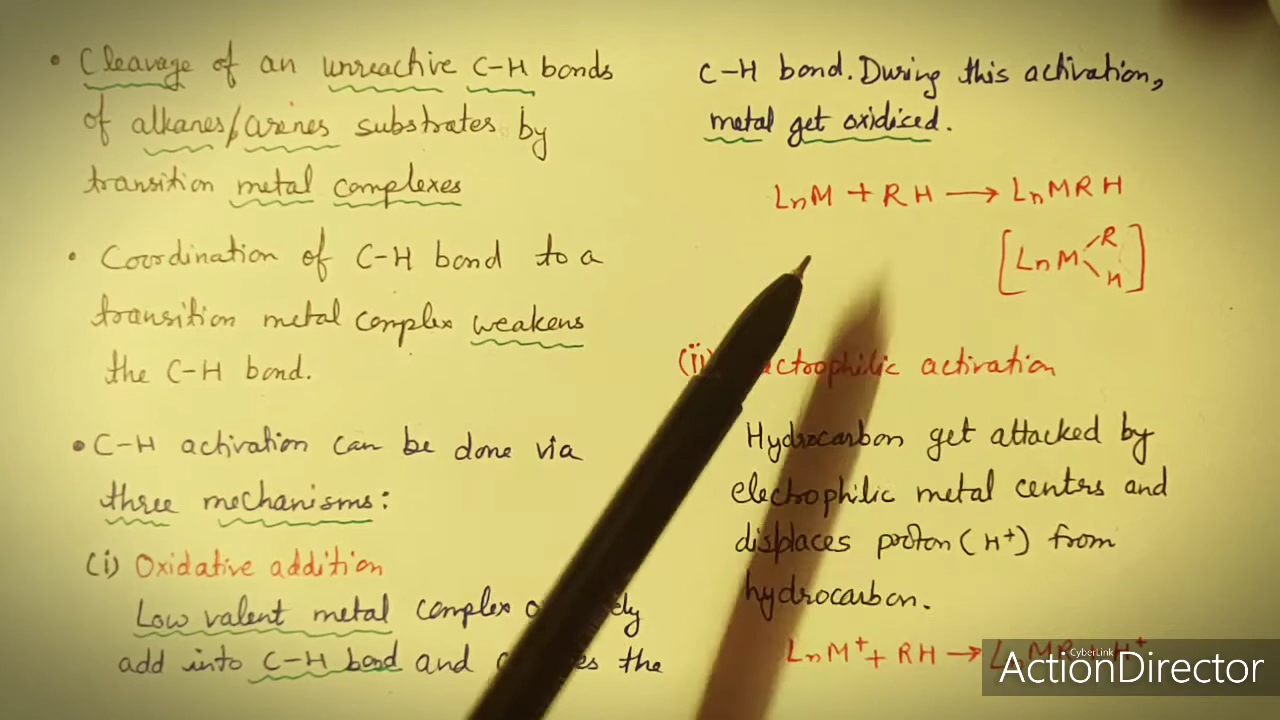 • Cleavage of an unreactive C-H bonds
of alkanes/arenes substrates by
transition metal complexes
• Coordination of C-H bond to a
transition metal complex weakens
the C-H bond.
• C-H activation can be done via
three mechanisms:
(i) Oxidative addition
Low valent metal complex
add into C-H bond and the
C-H bond. During this activation,
metal get oxidised.
LnM + RH → LnMRH
[LnM R H]
(ii) activation
Hydrocarbon get attacked by
electrophilic metal centrs and
displaces proton (H+) from
hydrocarbon.
LnM+ + RH →
CyberLink
ActionDirector